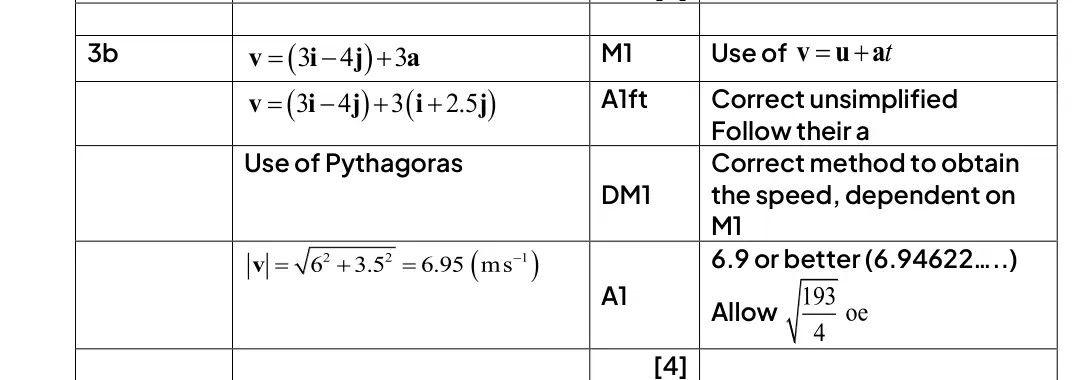 3b v = (3i − 4j) + 3a M1 Use of v = u + at
v = (3i − 4j) + 3(i + 2.5j) A1ft Correct unsimplified
Follow their a
Use of Pythagoras DM1 Correct method to obtain
the speed, dependent on
M1
|v| = √(6² + 3.5²) = 6.95 (m s⁻¹) A1 6.9 or better (6.94622…..)
Allow √(193/4) oe
[4]